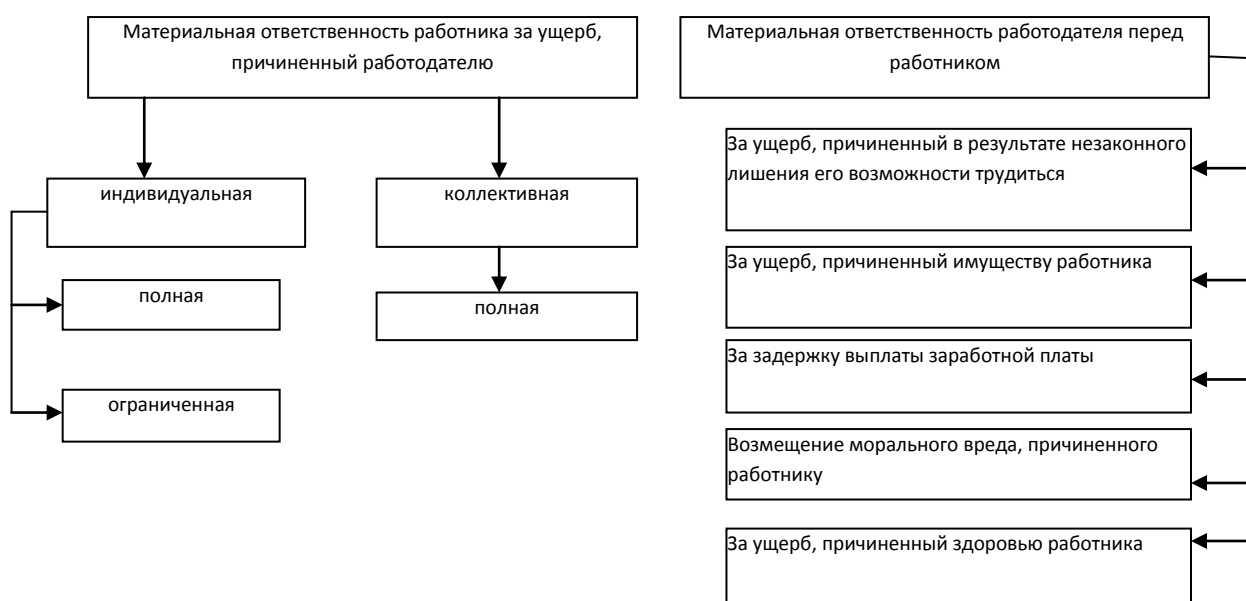 Материальная ответственность работника за ущерб,
причиненный работодателю
индивидуальная
коллективная
полная
полная
ограниченная
Материальная ответственность работодателя перед
работником
За ущерб, причиненный в результате незаконного
лишения его возможности трудиться
За ущерб, причиненный имуществу работника
За задержку выплаты заработной платы
Возмещение морального вреда, причиненного
работнику
За ущерб, причиненный здоровью работника